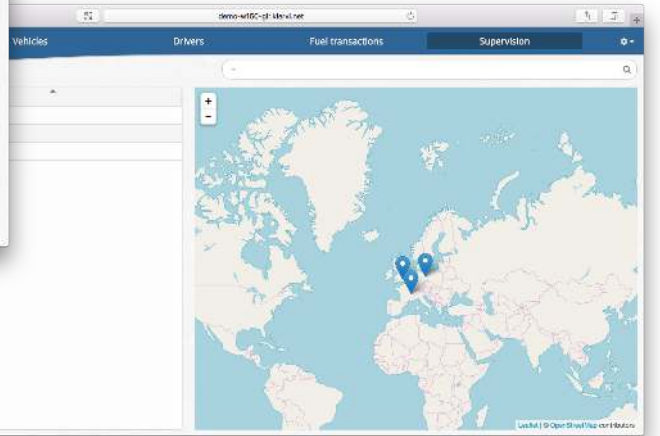 Vehicles
Drivers
Fuel transactions
Supervision
+
−
Leaflet | © OpenStreetMap contributors